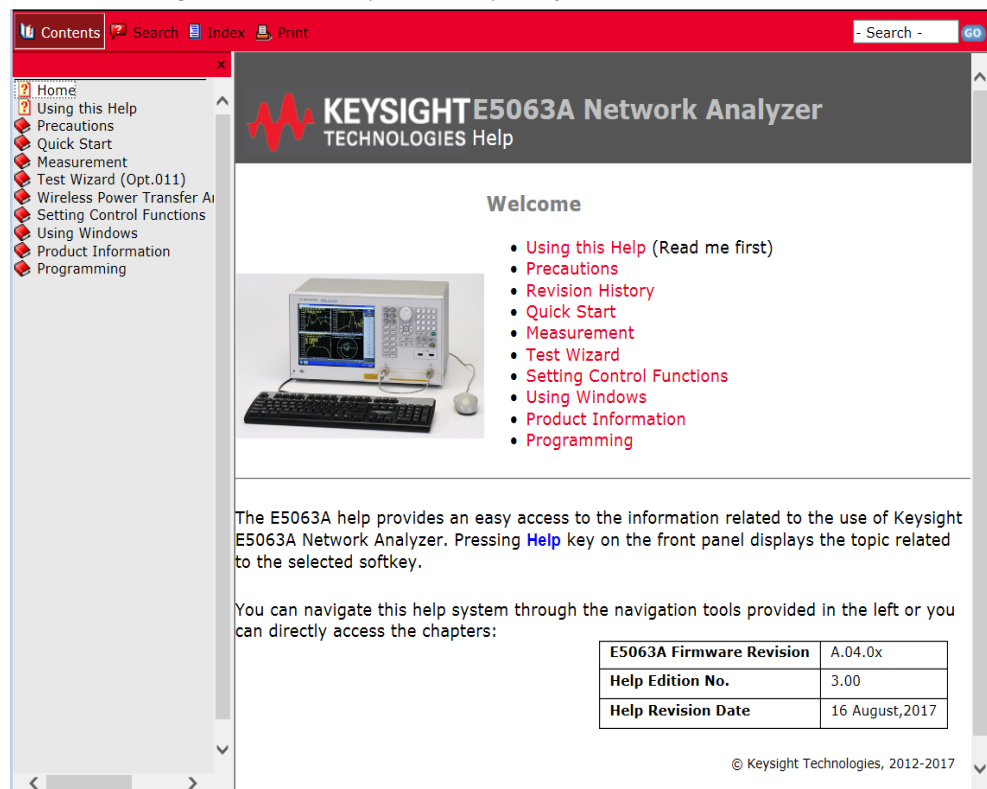 Contents Search Index Print
- Search - GO
x
Home
Using this Help
Precautions
Quick Start
Measurement
Test Wizard (Opt.011)
Wireless Power Transfer
Setting Control Functions
Using Windows
Product Information
Programming
KEYSIGHT
TECHNOLOGIES
E5063A Network Analyzer
Help
Welcome
• Using this Help (Read me first)
• Precautions
• Revision History
• Quick Start
• Measurement
• Test Wizard
• Setting Control Functions
• Using Windows
• Product Information
• Programming
The E5063A help provides an easy access to the information related to the use of Keysight
E5063A Network Analyzer. Pressing Help key on the front panel displays the topic related
to the selected softkey.
You can navigate this help system through the navigation tools provided in the left or you
can directly access the chapters:
E5063A Firmware Revision A.04.0x
Help Edition No. 3.00
Help Revision Date 16 August,2017
© Keysight Technologies, 2012-2017